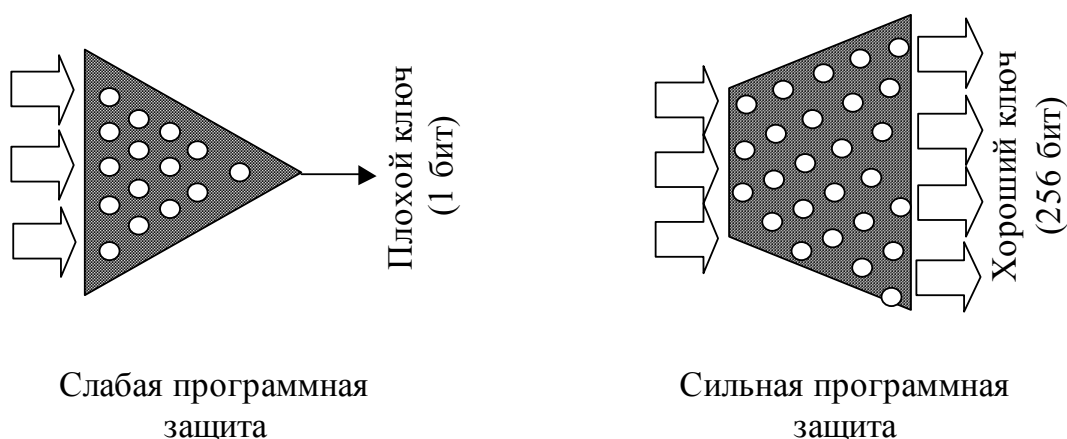 Плохой ключ
(1 бит)
Хороший ключ
(256 бит)
Слабая программная
защита
Сильная программная
защита